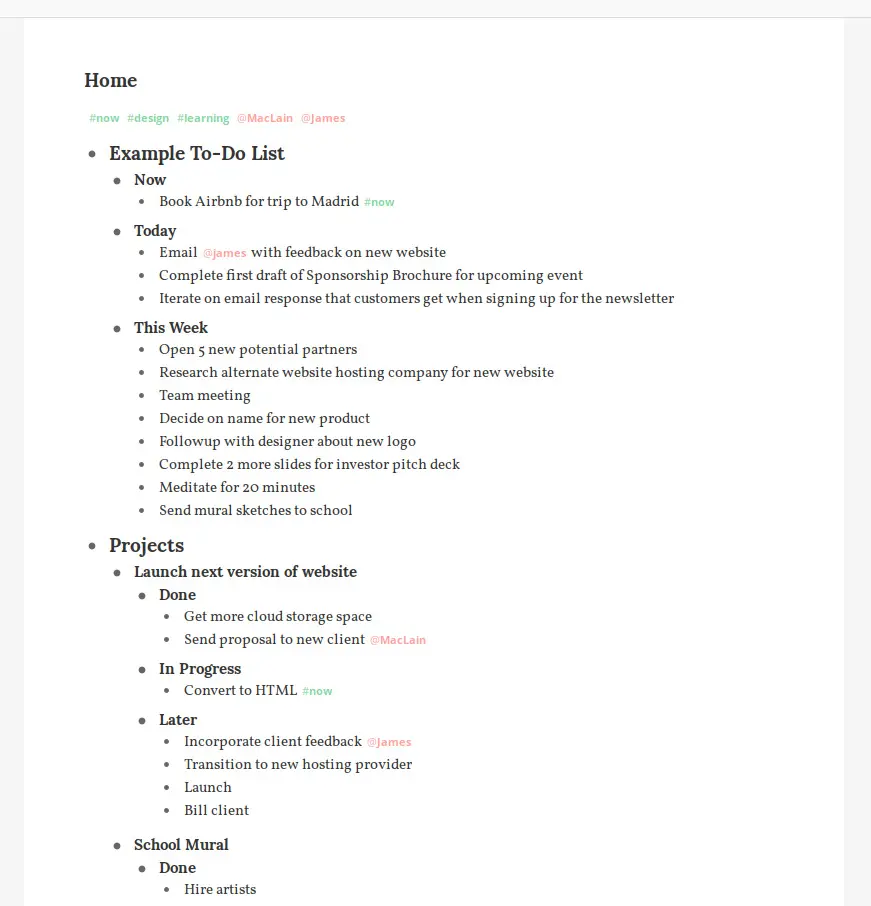 Home
#now #design #learning @MacLain @James
Example To-Do List
Now
Book Airbnb for trip to Madrid #now
Today
Email @james with feedback on new website
Complete first draft of Sponsorship Brochure for upcoming event
Iterate on email response that customers get when signing up for the newsletter
This Week
Open 5 new potential partners
Research alternate website hosting company for new website
Team meeting
Decide on name for new product
Followup with designer about new logo
Complete 2 more slides for investor pitch deck
Meditate for 20 minutes
Send mural sketches to school
Projects
Launch next version of website
Done
Get more cloud storage space
Send proposal to new client @MacLain
In Progress
Convert to HTML #now
Later
Incorporate client feedback @James
Transition to new hosting provider
Launch
Bill client
School Mural
Done
Hire artists